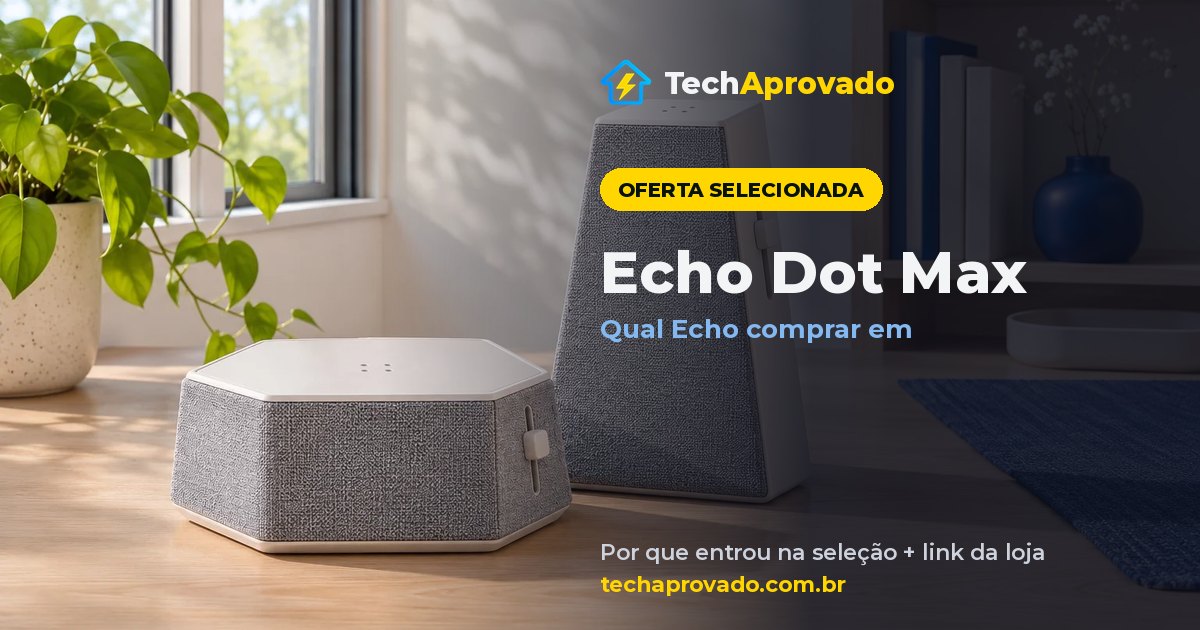 TechAprovado
OFERTA SELECIONADA
Echo Dot Max
Qual Echo comprar em
Por que entrou na seleção + link da loja
techaprovado.com.br